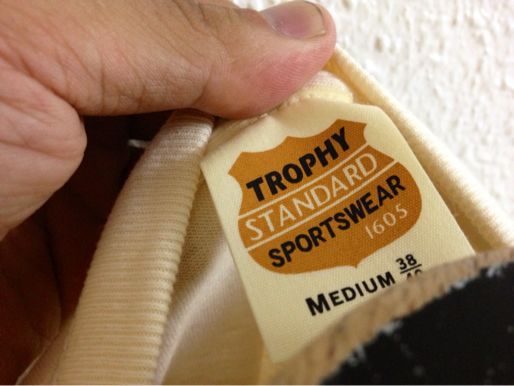 TROPHY
STANDARD
SPORTSWEAR
1605
MEDIUM 38